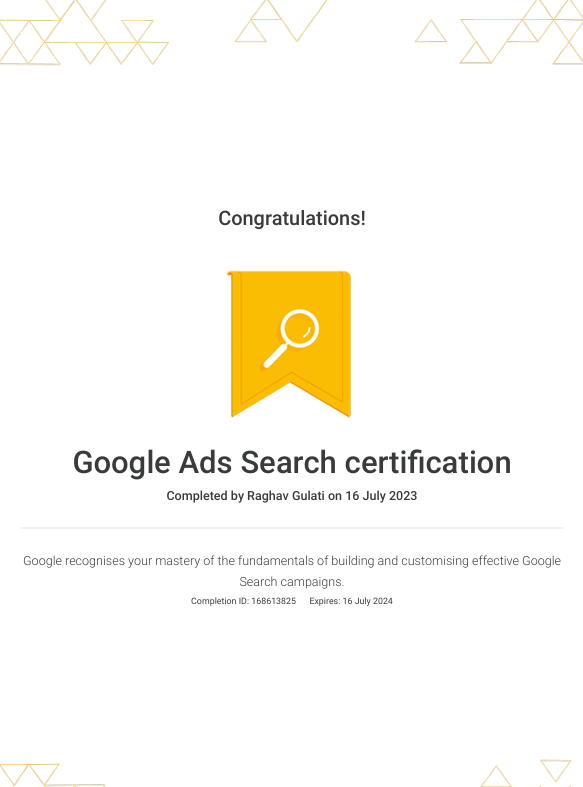 Congratulations!
Google Ads Search certification
Completed by Raghav Gulati on 16 July 2023
Google recognises your mastery of the fundamentals of building and customising effective Google
Search campaigns.
Completion ID: 168613825 Expires: 16 July 2024